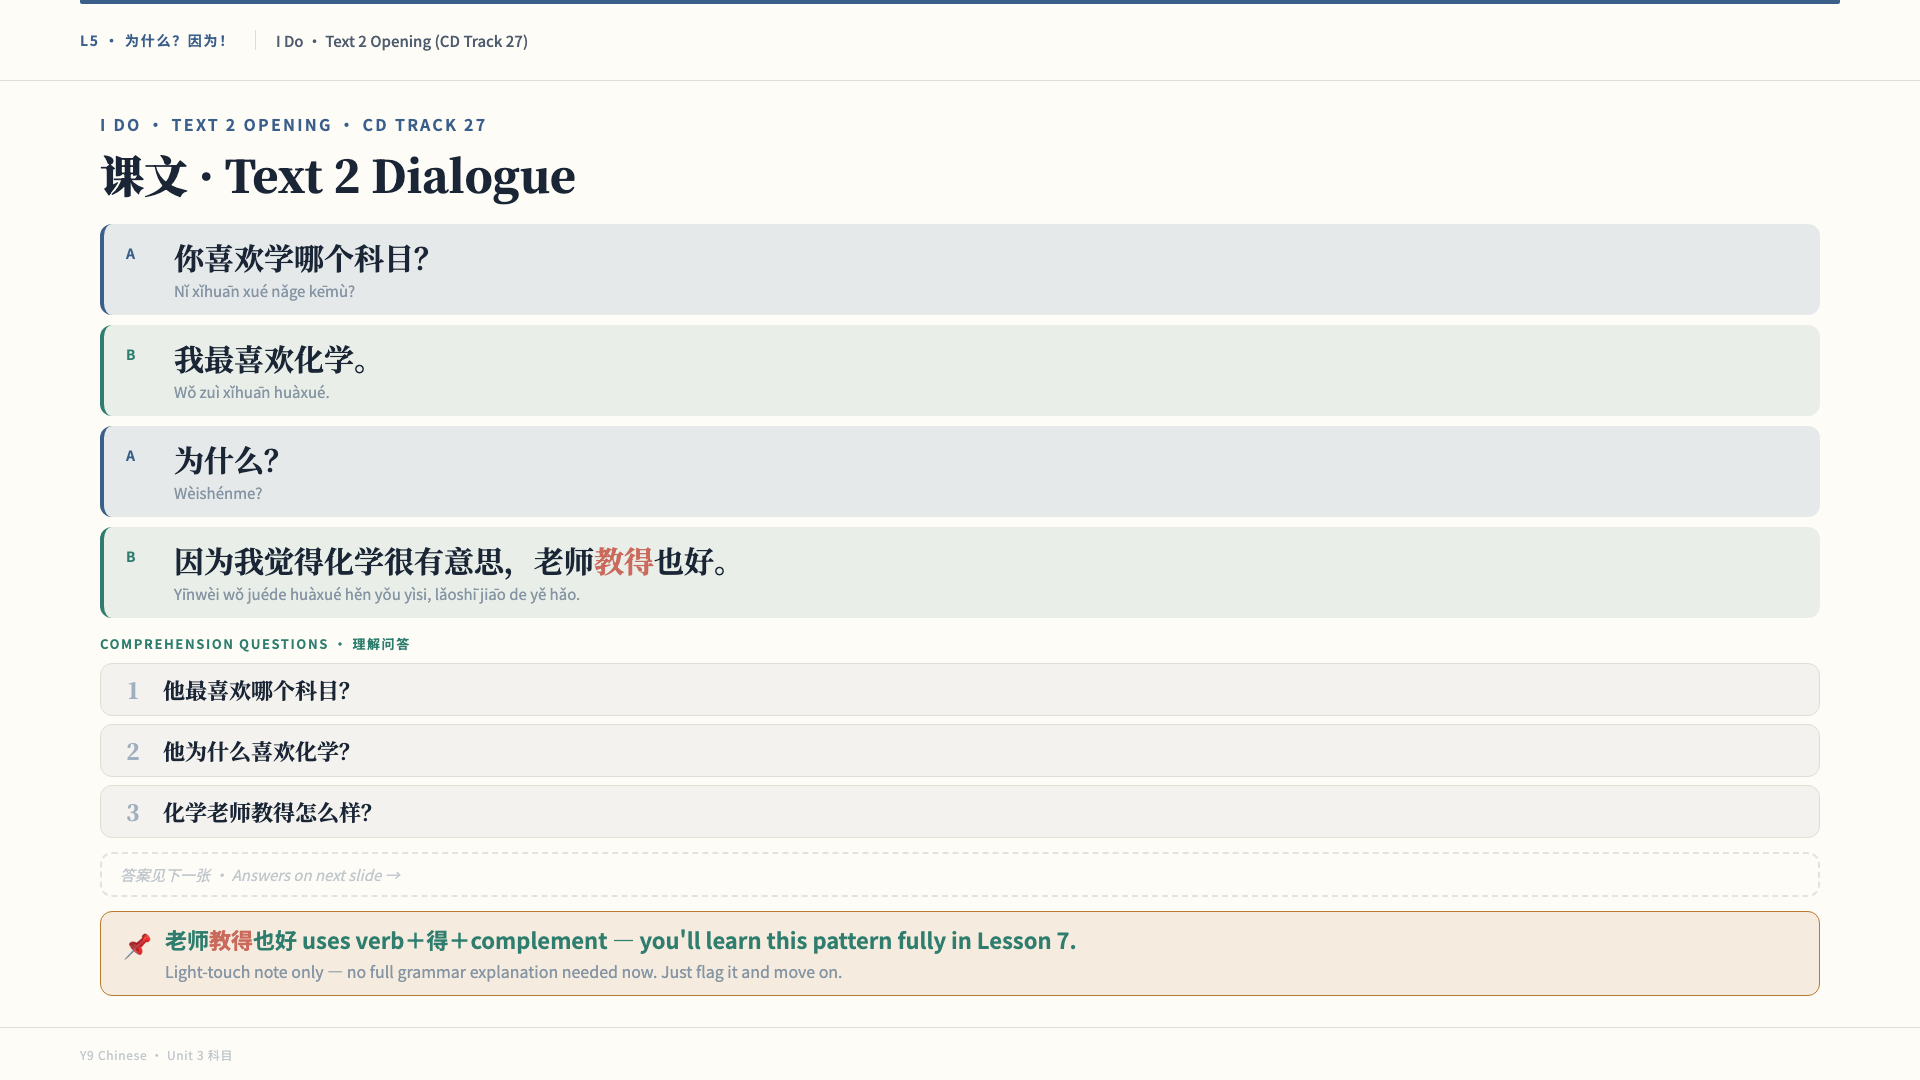 L5 • 为什么？因为！
I Do • Text 2 Opening (CD Track 27)
I DO • TEXT 2 OPENING • CD TRACK 27
课文 · Text 2 Dialogue
A
你喜欢学哪个科目？
Nǐ xǐhuān xué nǎge kēmù?
B
我最喜欢化学。
Wǒ zuì xǐhuān huàxué.
A
为什么？
Wèishénme?
B
因为我觉得化学很有意思，老师教得也好。
Yīnwèi wǒ juéde huàxué hěn yǒu yìsi, lǎoshī jiāo de yě hǎo.
COMPREHENSION QUESTIONS • 理解问答
1 他最喜欢哪个科目？
2 他为什么喜欢化学？
3 化学老师教得怎么样？
答案见下一张 • Answers on next slide →
老师教得也好 uses verb＋得＋complement — you'll learn this pattern fully in Lesson 7.
Light-touch note only — no full grammar explanation needed now. Just flag it and move on.
Y9 Chinese • Unit 3 科目